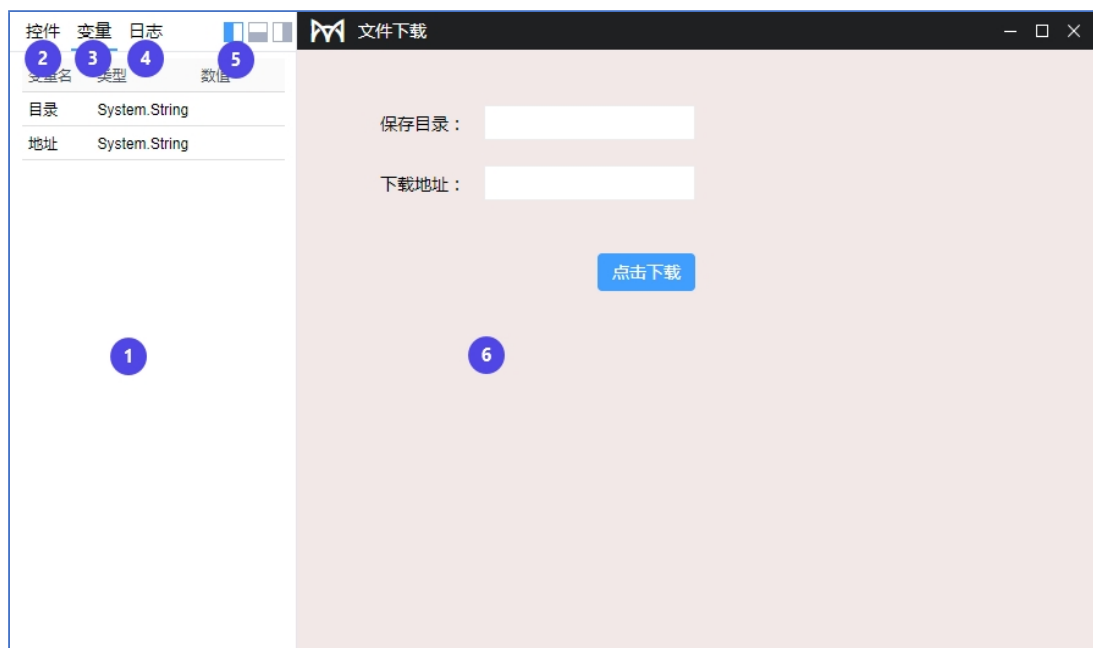 控件 变量 日志
文件下载
2 3 4 5
变量名 类型 数值
目录 System.String
地址 System.String
保存目录：
下载地址：
点击下载
1
6